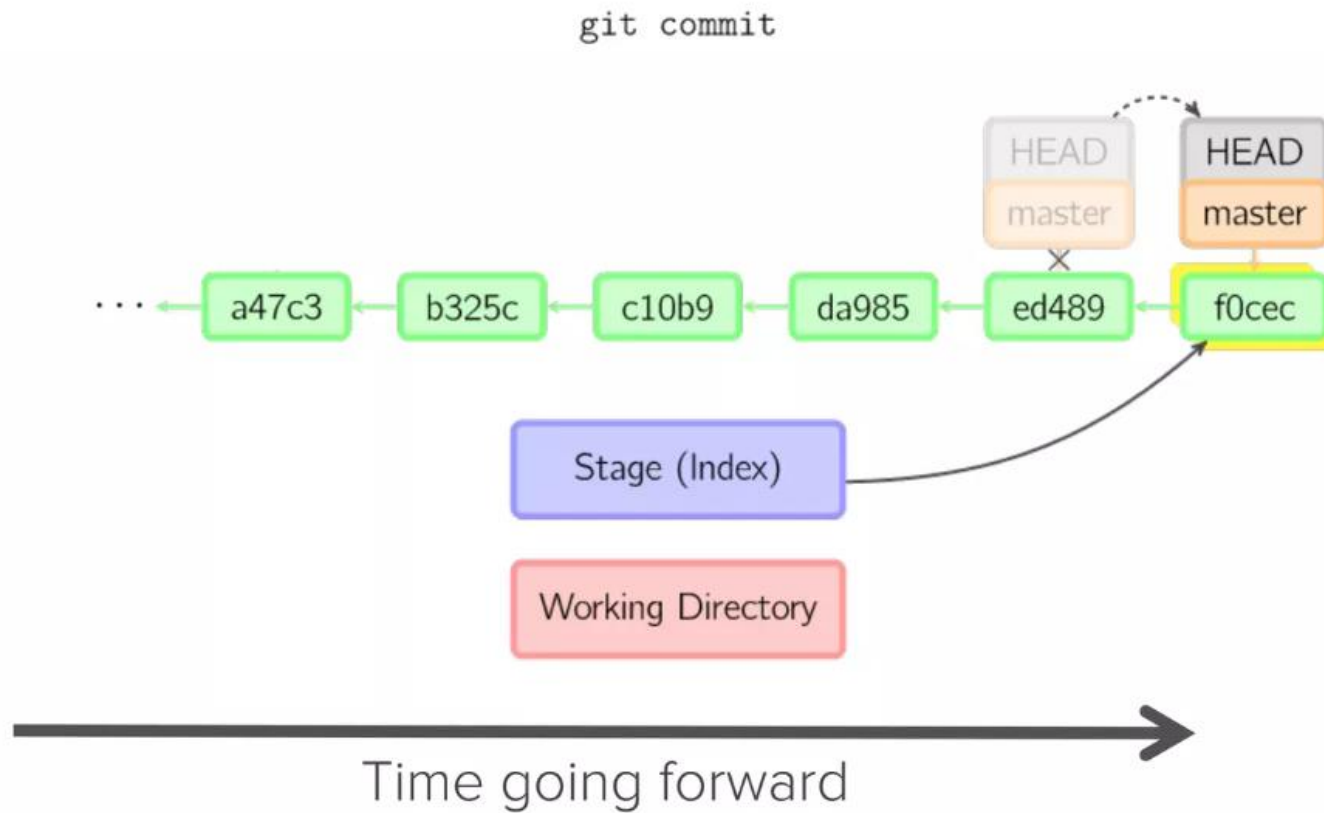 git commit
HEAD HEAD
master master
... a47c3 b325c c10b9 da985 ed489 f0cec
Stage (Index)
Working Directory
Time going forward